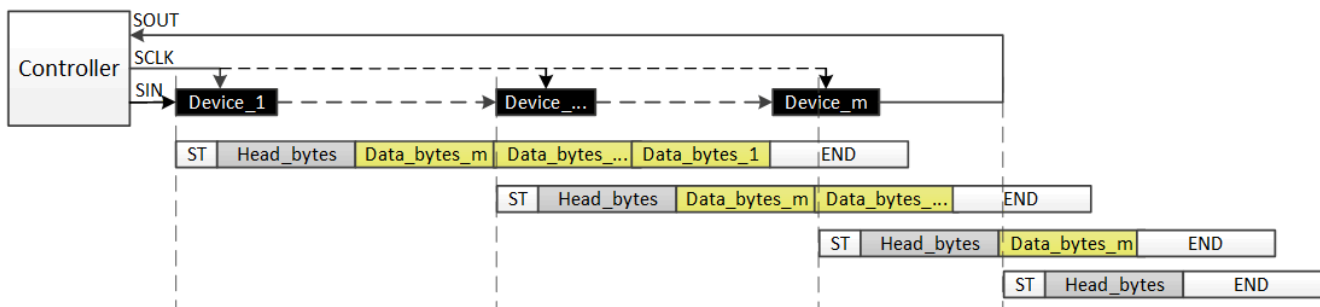 SOUT
SCLK
Controller
SIN
Device_1 Device_... Device_m
ST Head_bytes Data_bytes_m Data_bytes_... Data_bytes_1 END
ST Head_bytes Data_bytes_m Data_bytes_... END
ST Head_bytes Data_bytes_m END
ST Head_bytes END